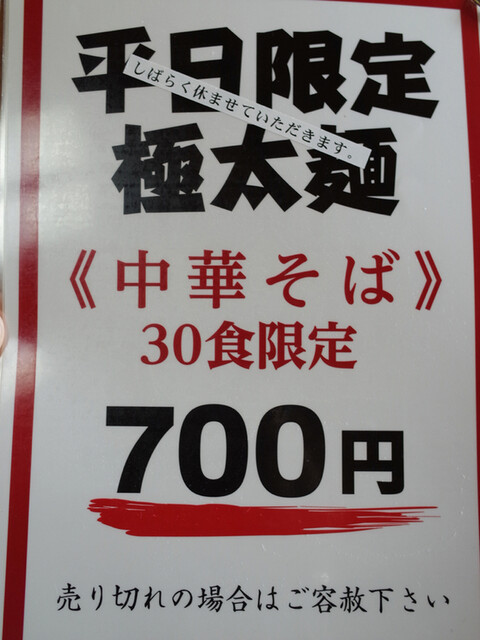 平日限定
しばらく休ませていただきます。
極太麺
《中華そば》
30食限定
700円
売り切れの場合はご容赦下さい